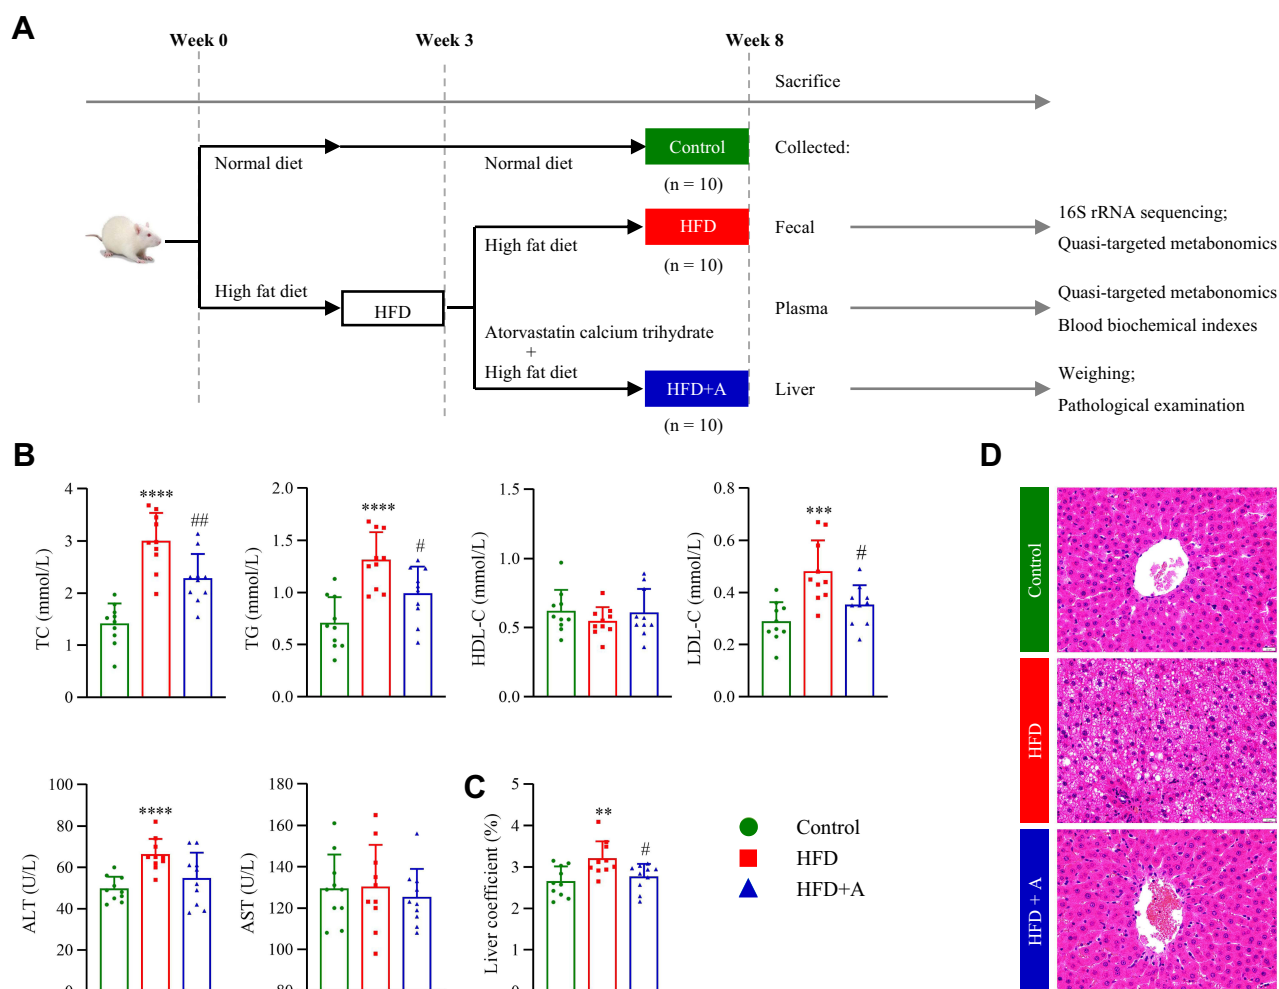 A
Week 0
Week 3
Week 8
Sacrifice
Normal diet
Normal diet
Control
Collected:
(n = 10)
High fat diet
HFD
Fecal
16S rRNA sequencing;
Quasi-targeted metabonomics
(n = 10)
High fat diet
HFD
Plasma
Quasi-targeted metabonomics
Blood biochemical indexes
Atorvastatin calcium trihydrate
+
High fat diet
HFD+A
Liver
Weighing;
Pathological examination
(n = 10)
B
TC (mmol/L)
4
3
2
1
0
****
##
TG (mmol/L)
2.0
1.5
1.0
0.5
0.0
****
#
HDL-C (mmol/L)
1.5
1.0
0.5
0.0
LDL-C (mmol/L)
0.8
0.6
0.4
0.2
0.0
***
#
ALT (U/L)
100
80
60
40
20
****
AST (U/L)
180
160
140
120
100
C
Liver coefficient (%)
5
4
3
2
1
**
#
Control
HFD
HFD+A
D
Control
HFD
HFD + A